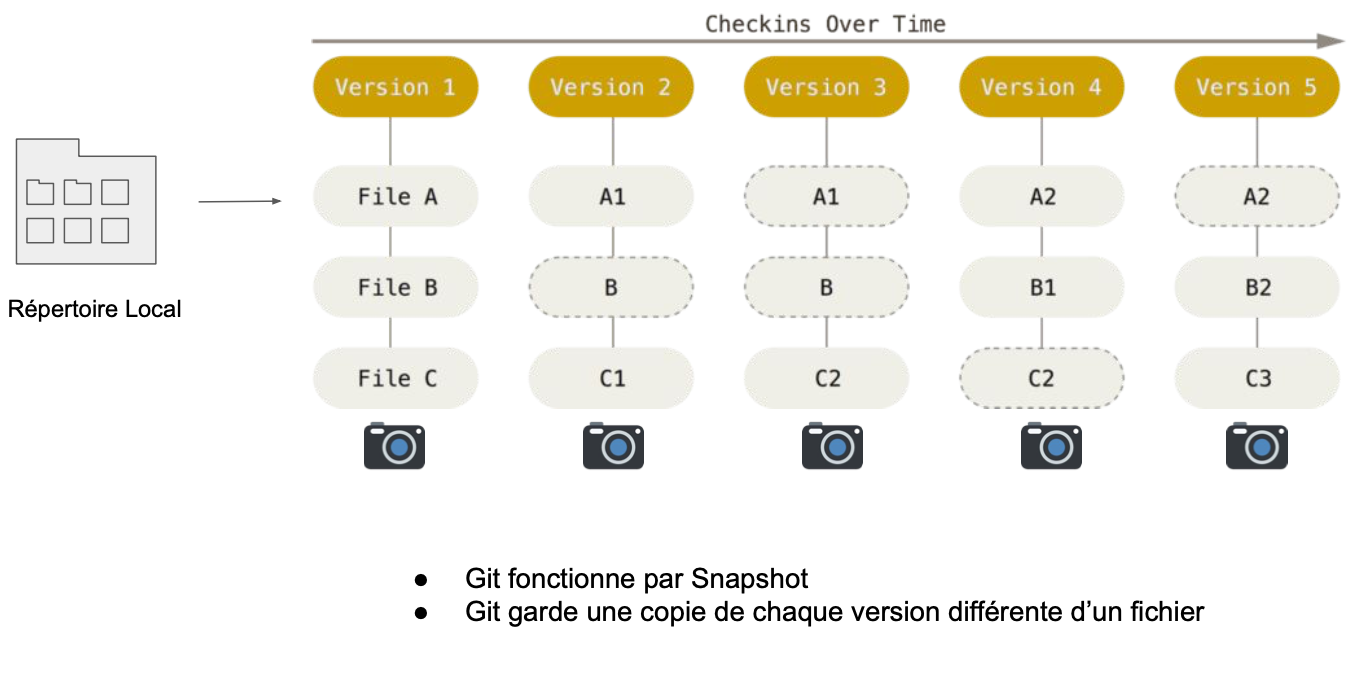 Checkins Over Time
Version 1 Version 2 Version 3 Version 4 Version 5
File A A1 A1 A2 A2
File B B B B1 B2
Répertoire Local
File C C1 C2 C2 C3
● Git fonctionne par Snapshot
● Git garde une copie de chaque version différente d’un fichier